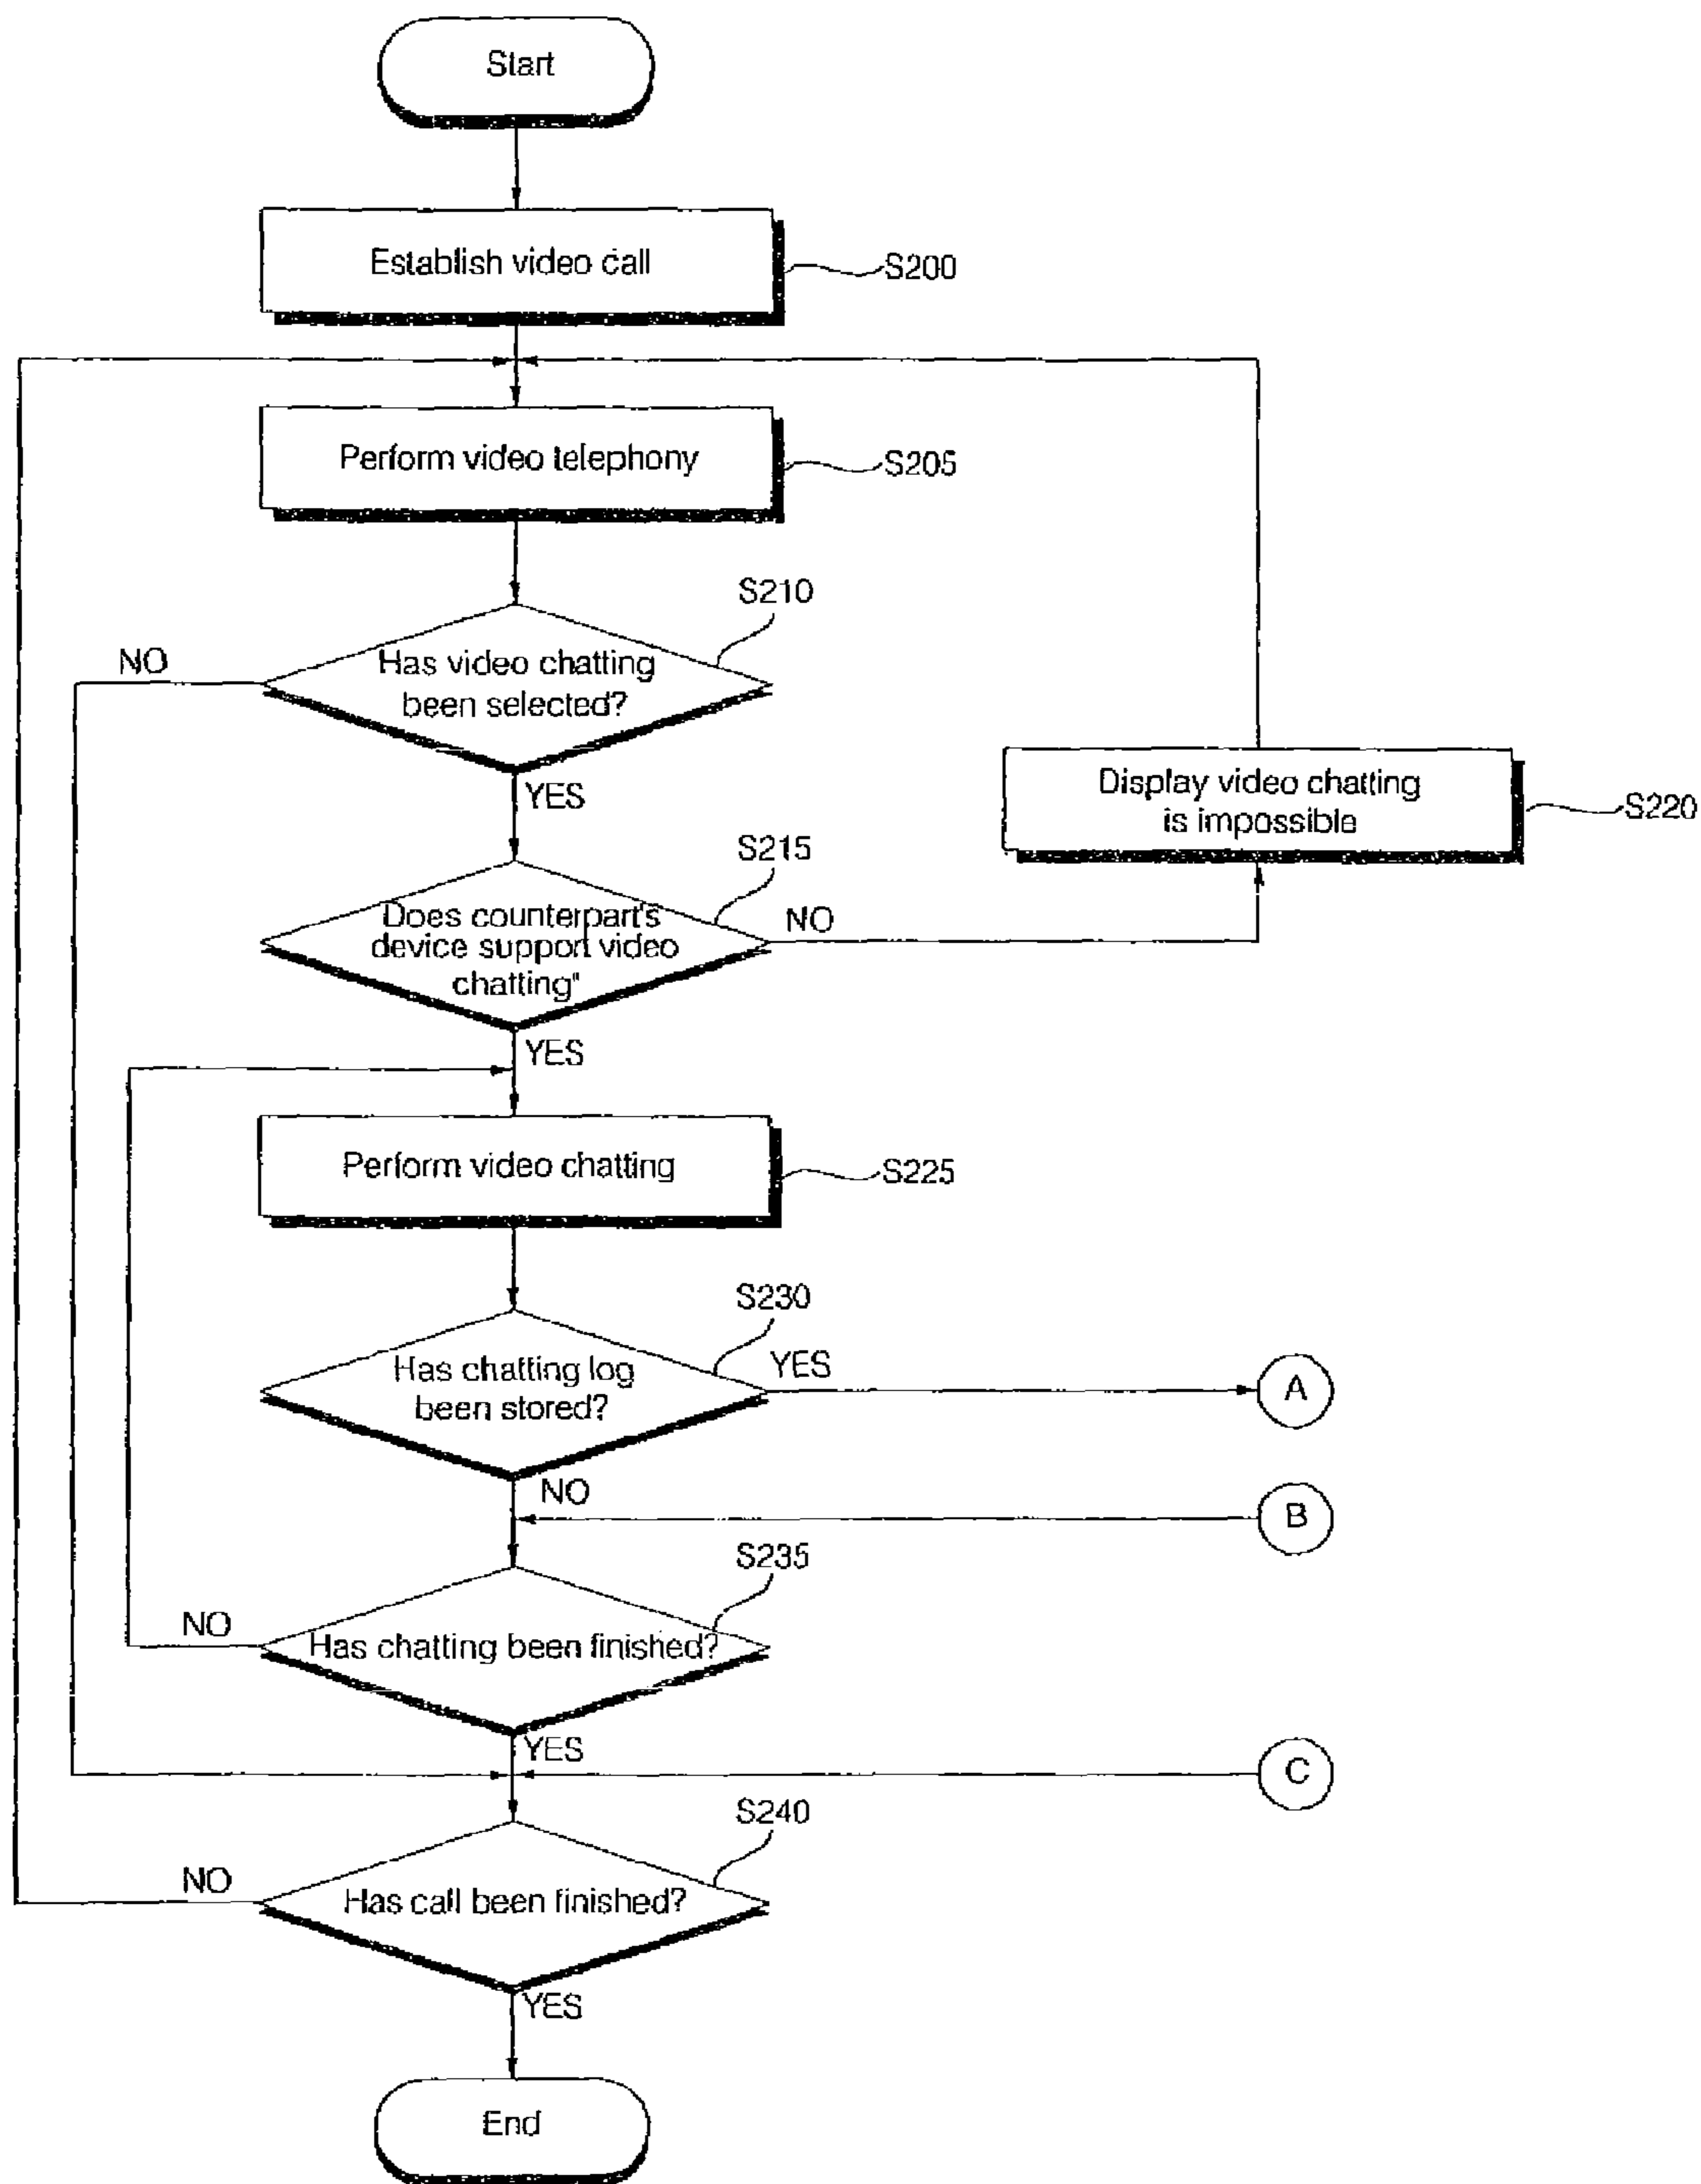 Start
Establish video call
S200
Perform video telephony
S205
S210
NO
Has video chatting
been selected?
YES
Display video chatting
is impossible
S220
S215
Does counterpart's
device support video
chatting"
NO
YES
Perform video chatting
S225
S230
Has chatting log
been stored?
YES
A
NO
B
S235
NO
Has chatting been finished?
YES
C
S240
NO
Has call been finished?
YES
End